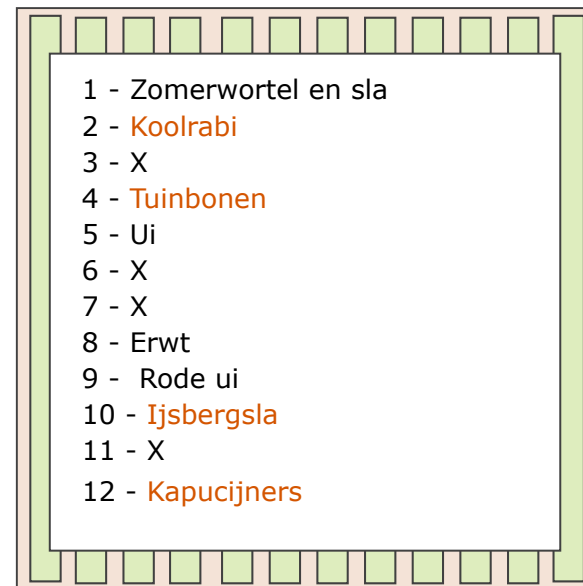 1 - Zomerwortel en sla
2 - Koolrabi
3 - X
4 - Tuinbonen
5 - Ui
6 - X
7 - X
8 - Erwt
9 -  Rode ui
10 - Ijsbergsla
11 - X
12 - Kapucijners